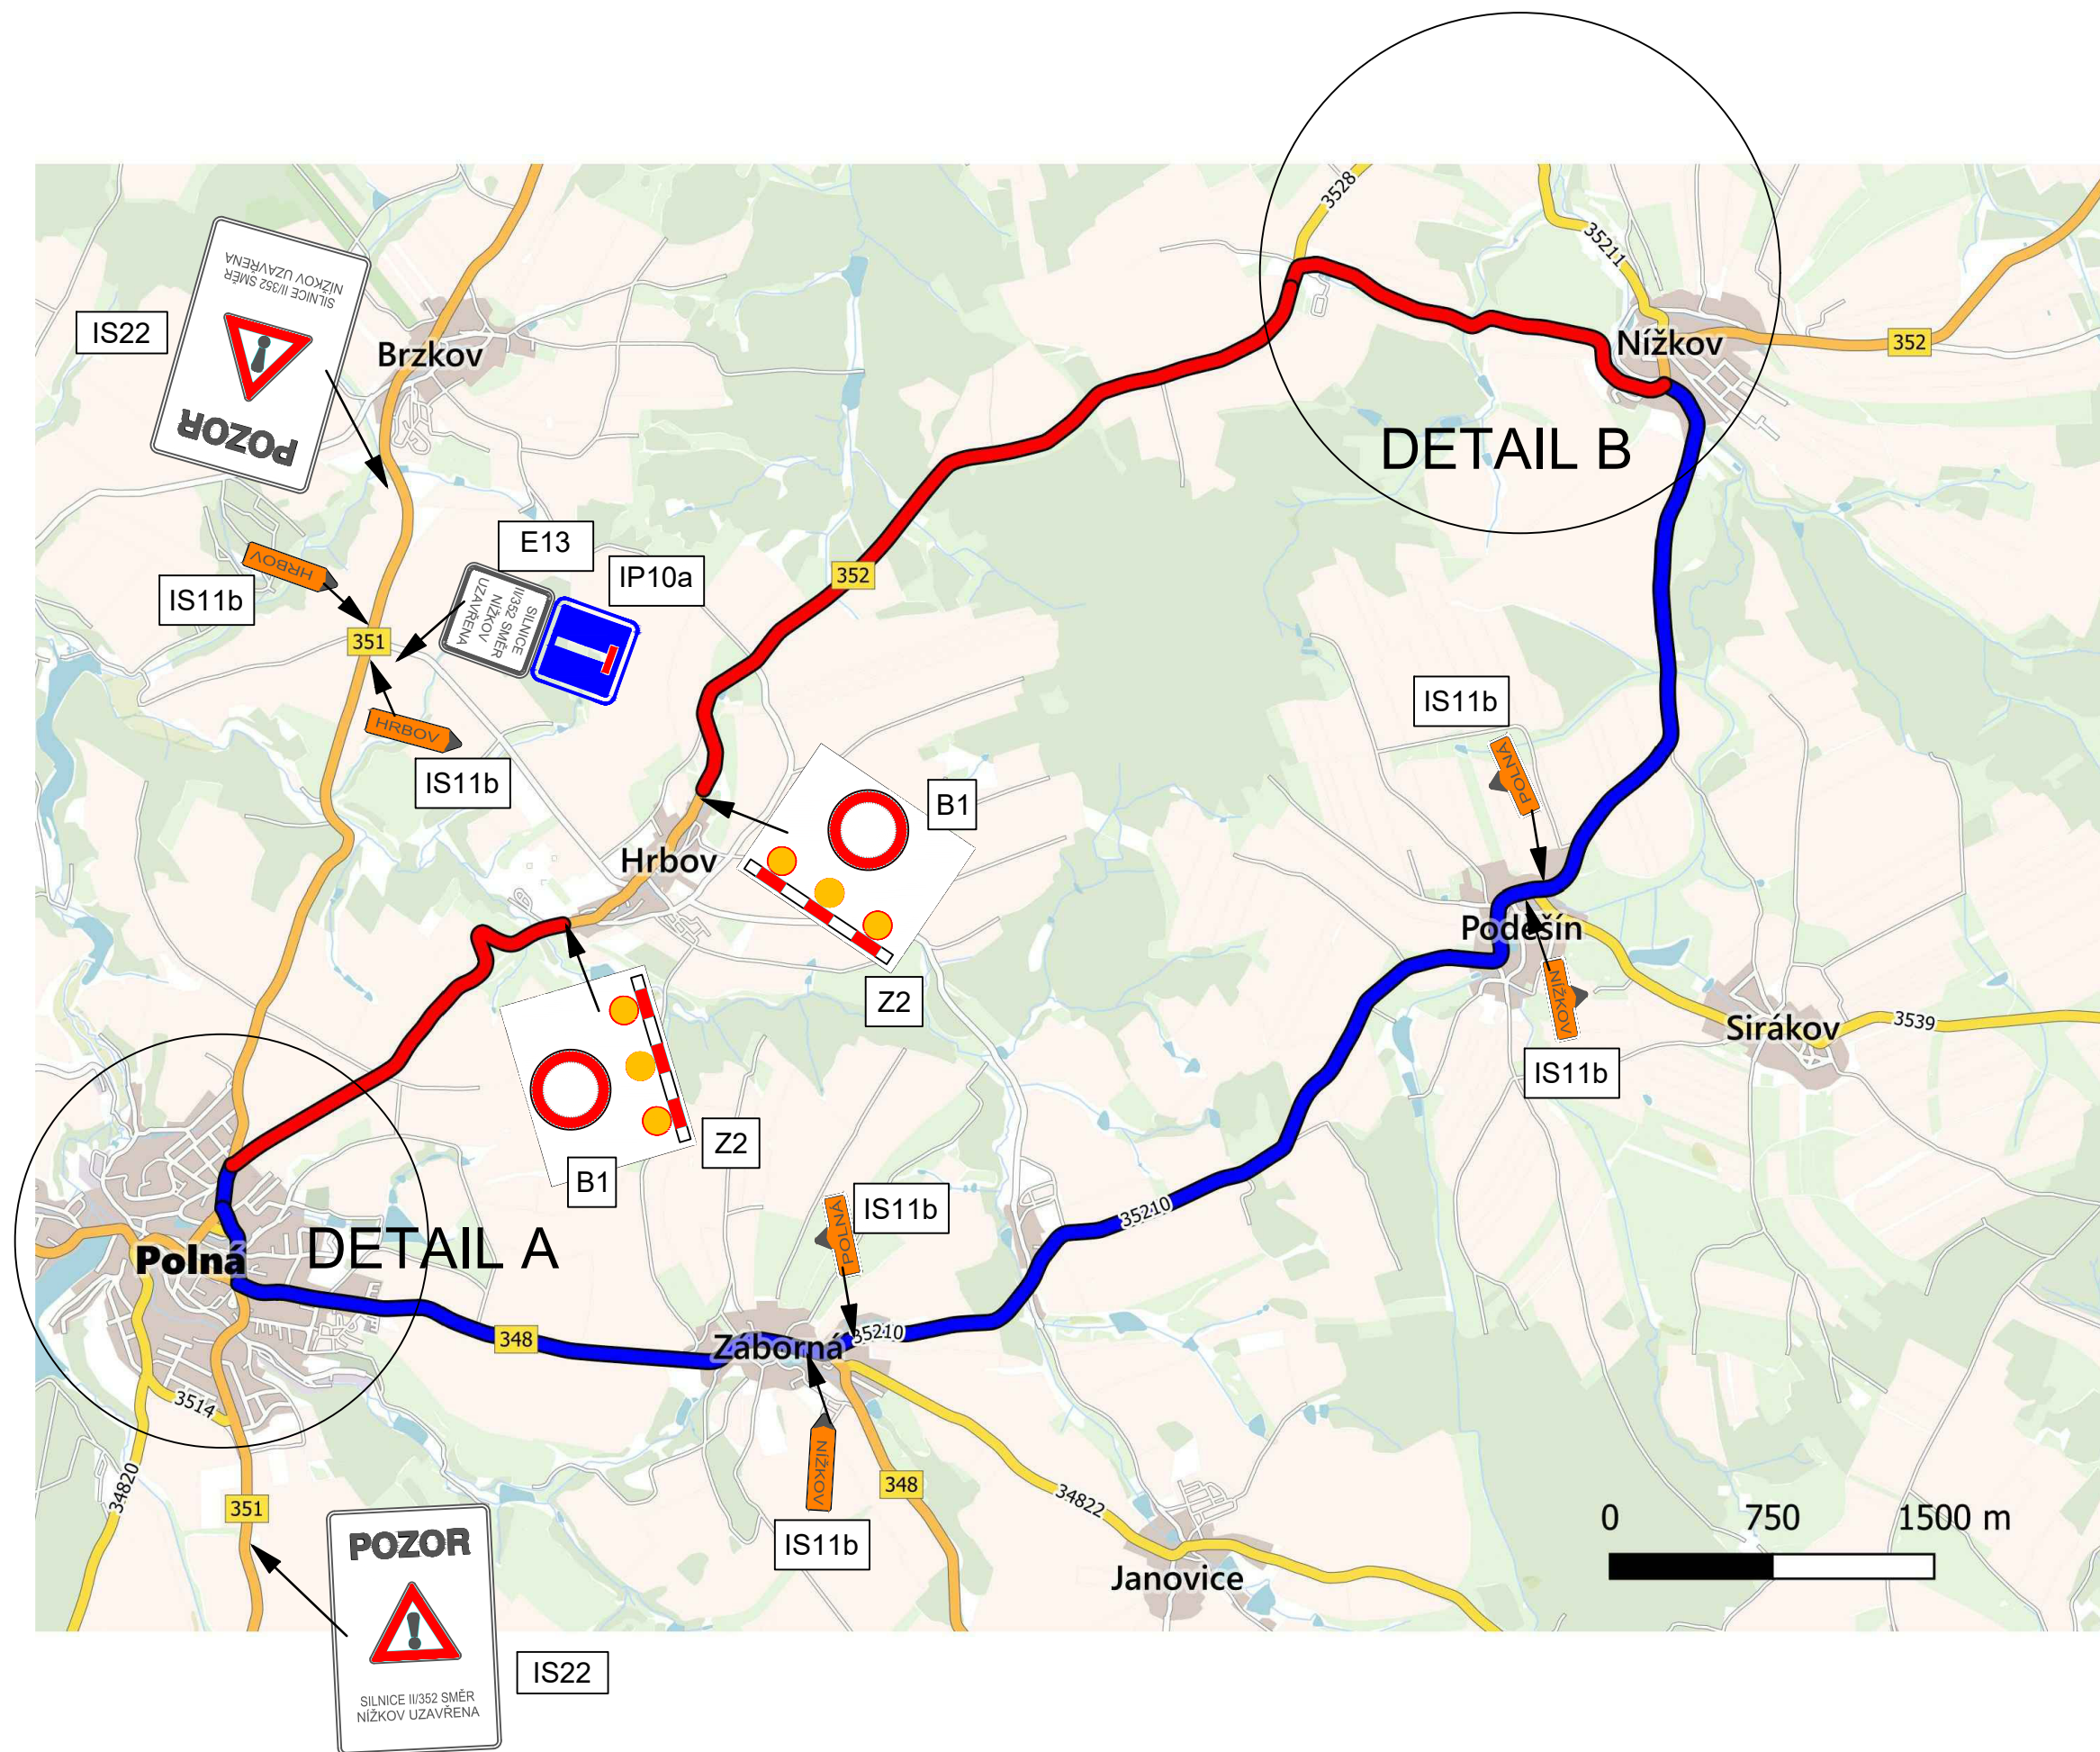 3528
35211
SILNICE II/352 SMĚR
NÍŽKOV UZAVŘENA
POZOR
IS22
Brzkov
Nížkov
352
DETAIL B
E13
IP10a
HRBOV
IS11b
SILNICE
II/352 SMĚR
NÍŽKOV
UZAVŘENA
352
351
HRBOV
IS11b
IS11b
POLNÁ
B1
Hrbov
Poděšín
Z2
NÍŽKOV
IS11b
Sirákov
3539
Z2
B1
POLNÁ
IS11b
35210
Polná
DETAIL A
348
Záborná
35210
3514
NÍŽKOV
IS11b
348
34822
34820
351
Janovice
0 750 1500 m
POZOR
SILNICE II/352 SMĚR
NÍŽKOV UZAVŘENA
IS22